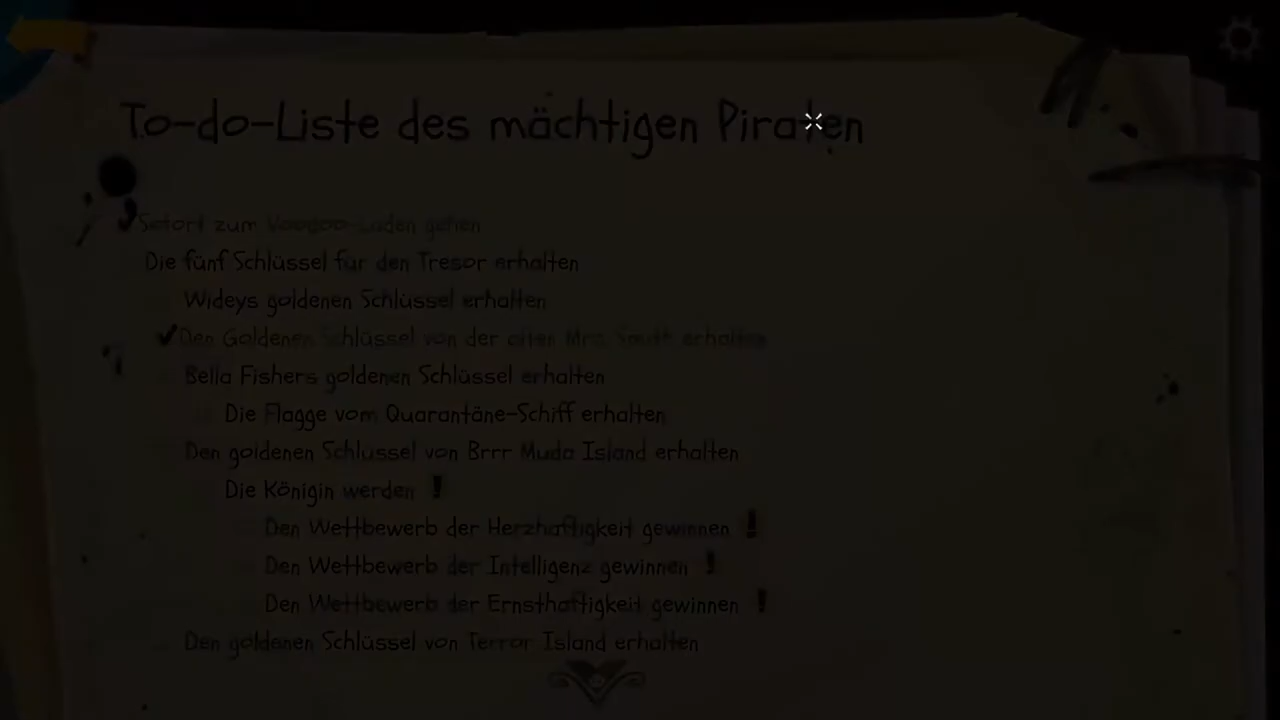 To-do-Liste des mächtigen Piraten
Sofort zum Voodoo-Laden gehen
Die fünf Schlüssel für den Tresor erhalten
Wideys goldenen Schlüssel erhalten
Den Goldenen Schlüssel von der alten Mrs. Smith erhalten
Bella Fishers goldenen Schlüssel erhalten
Die Flagge vom Quarantäne-Schiff erhalten
Den goldenen Schlüssel von Brrr Muda Island erhalten
Die Königin werden !
Den Wettbewerb der Herzhaftigkeit gewinnen !
Den Wettbewerb der Intelligenz gewinnen !
Den Wettbewerb der Ernsthaftigkeit gewinnen !
Den goldenen Schlüssel von Terror Island erhalten